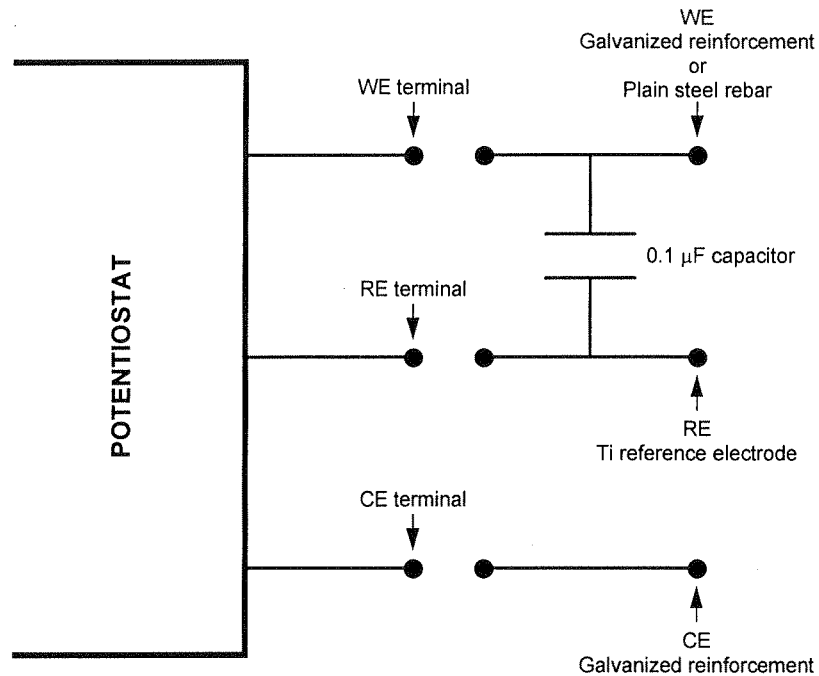 WE
Galvanized reinforcement
or
Plain steel rebar
WE terminal
0.1 μF capacitor
RE terminal
POTENTIOSTAT
RE
Ti reference electrode
CE terminal
CE
Galvanized reinforcement